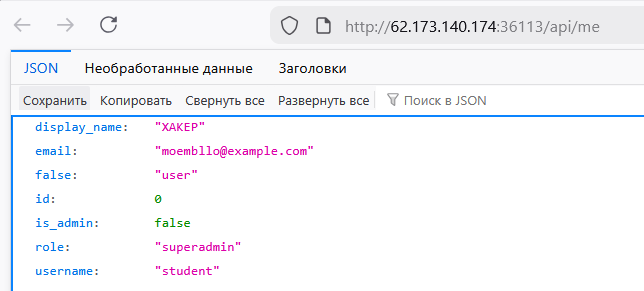 http://62.173.140.174:36113/api/me
JSON Необработанные данные Заголовки
Сохранить Копировать Свернуть все Развернуть все Поиск в JSON
display_name: "ХАКЕР"
email: "moembllo@example.com"
false: "user"
id: 0
is_admin: false
role: "superadmin"
username: "student"